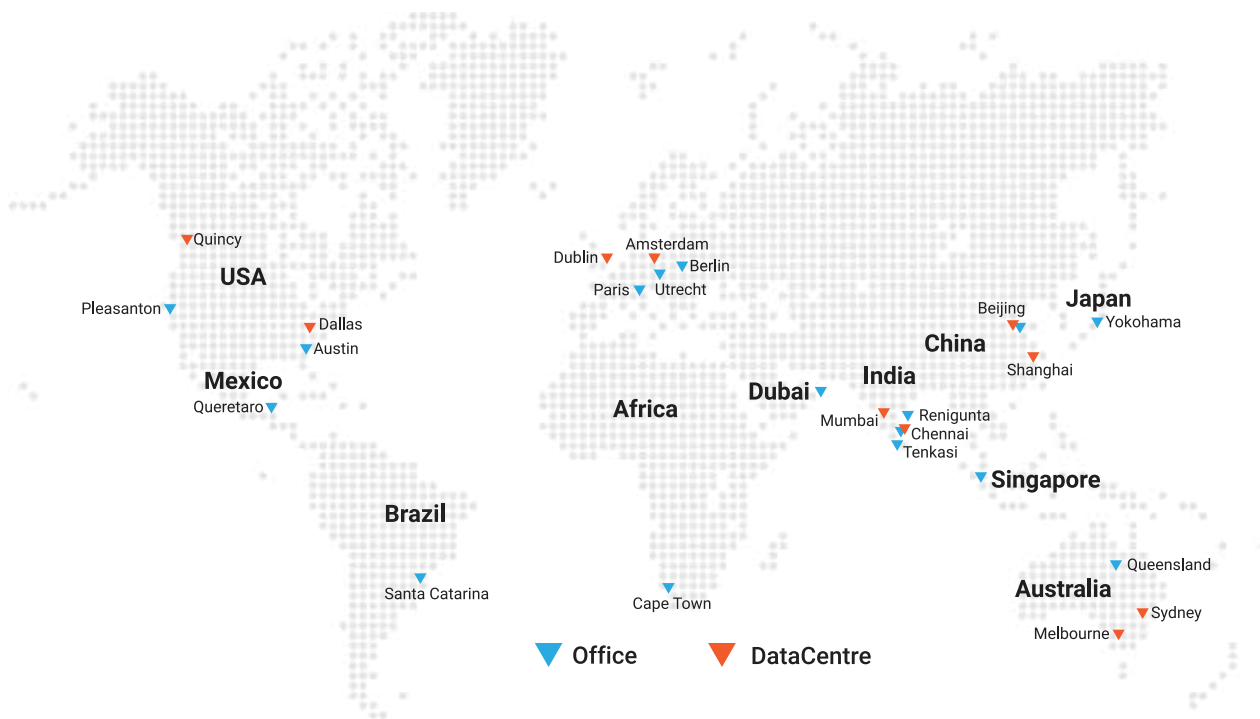 Quincy
USA
Pleasanton
Dallas
Austin
Mexico
Queretaro
Brazil
Santa Catarina
Dublin
Amsterdam
Berlin
Paris
Utrecht
Africa
Cape Town
Dubai
India
Mumbai
Renigunta
Chennai
Tenkasi
Beijing
China
Shanghai
Japan
Yokohama
Singapore
Queensland
Australia
Sydney
Melbourne
Office
DataCentre